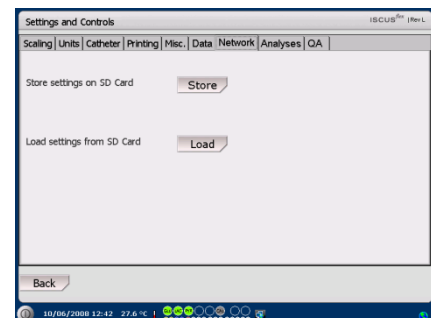 Settings and Controls
ISCUSflex |Rev L
Scaling Units Catheter Printing Misc. Data Network Analyses QA
Store settings on SD Card Store
Load settings from SD Card Load
Back
10/06/2008 12:42 27.6 °C !